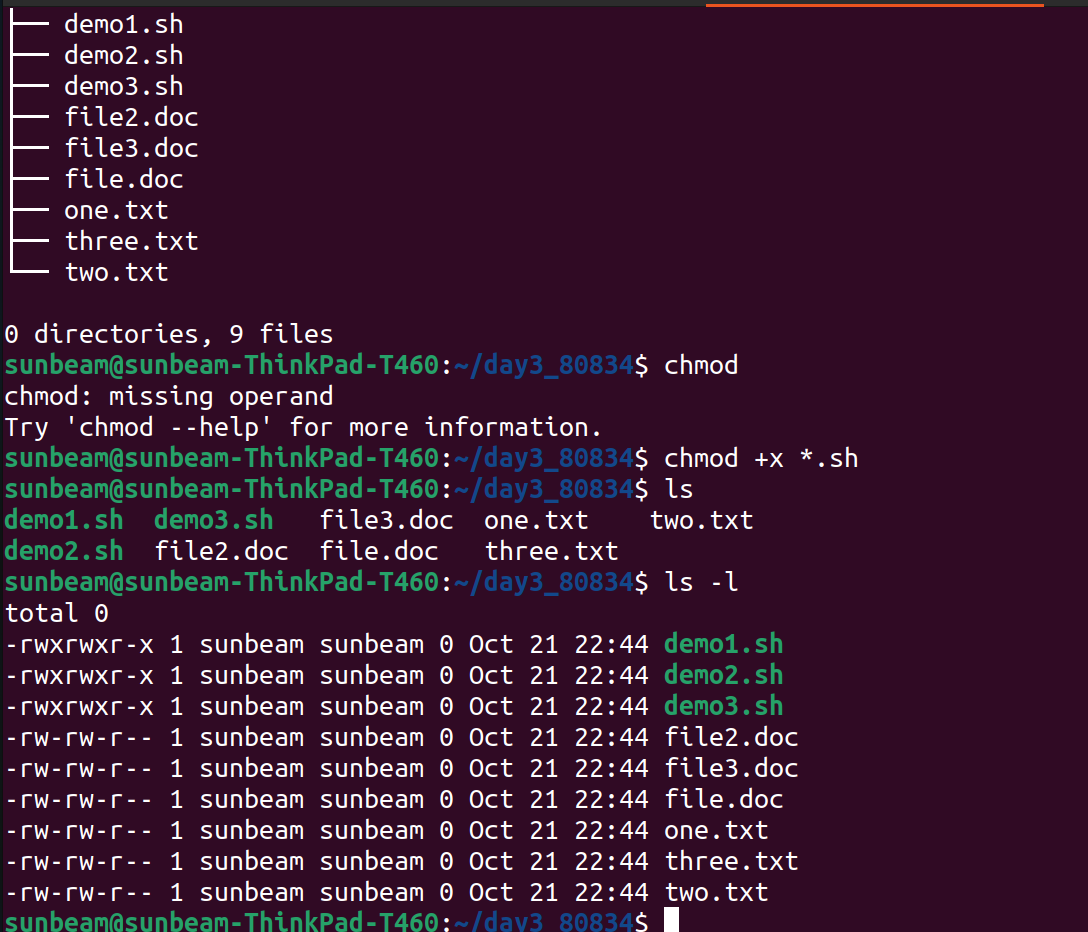 ├── demo1.sh
├── demo2.sh
├── demo3.sh
├── file2.doc
├── file3.doc
├── file.doc
├── one.txt
├── three.txt
└── two.txt

0 directories, 9 files
sunbeam@sunbeam-ThinkPad-T460:~/day3_80834$ chmod
chmod: missing operand
Try 'chmod --help' for more information.
sunbeam@sunbeam-ThinkPad-T460:~/day3_80834$ chmod +x *.sh
sunbeam@sunbeam-ThinkPad-T460:~/day3_80834$ ls
demo1.sh  demo3.sh   file3.doc  one.txt    two.txt
demo2.sh  file2.doc  file.doc   three.txt
sunbeam@sunbeam-ThinkPad-T460:~/day3_80834$ ls -l
total 0
-rwxrwxr-x 1 sunbeam sunbeam 0 Oct 21 22:44 demo1.sh
-rwxrwxr-x 1 sunbeam sunbeam 0 Oct 21 22:44 demo2.sh
-rwxrwxr-x 1 sunbeam sunbeam 0 Oct 21 22:44 demo3.sh
-rw-rw-r-- 1 sunbeam sunbeam 0 Oct 21 22:44 file2.doc
-rw-rw-r-- 1 sunbeam sunbeam 0 Oct 21 22:44 file3.doc
-rw-rw-r-- 1 sunbeam sunbeam 0 Oct 21 22:44 file.doc
-rw-rw-r-- 1 sunbeam sunbeam 0 Oct 21 22:44 one.txt
-rw-rw-r-- 1 sunbeam sunbeam 0 Oct 21 22:44 three.txt
-rw-rw-r-- 1 sunbeam sunbeam 0 Oct 21 22:44 two.txt
sunbeam@sunbeam-ThinkPad-T460:~/day3_80834$